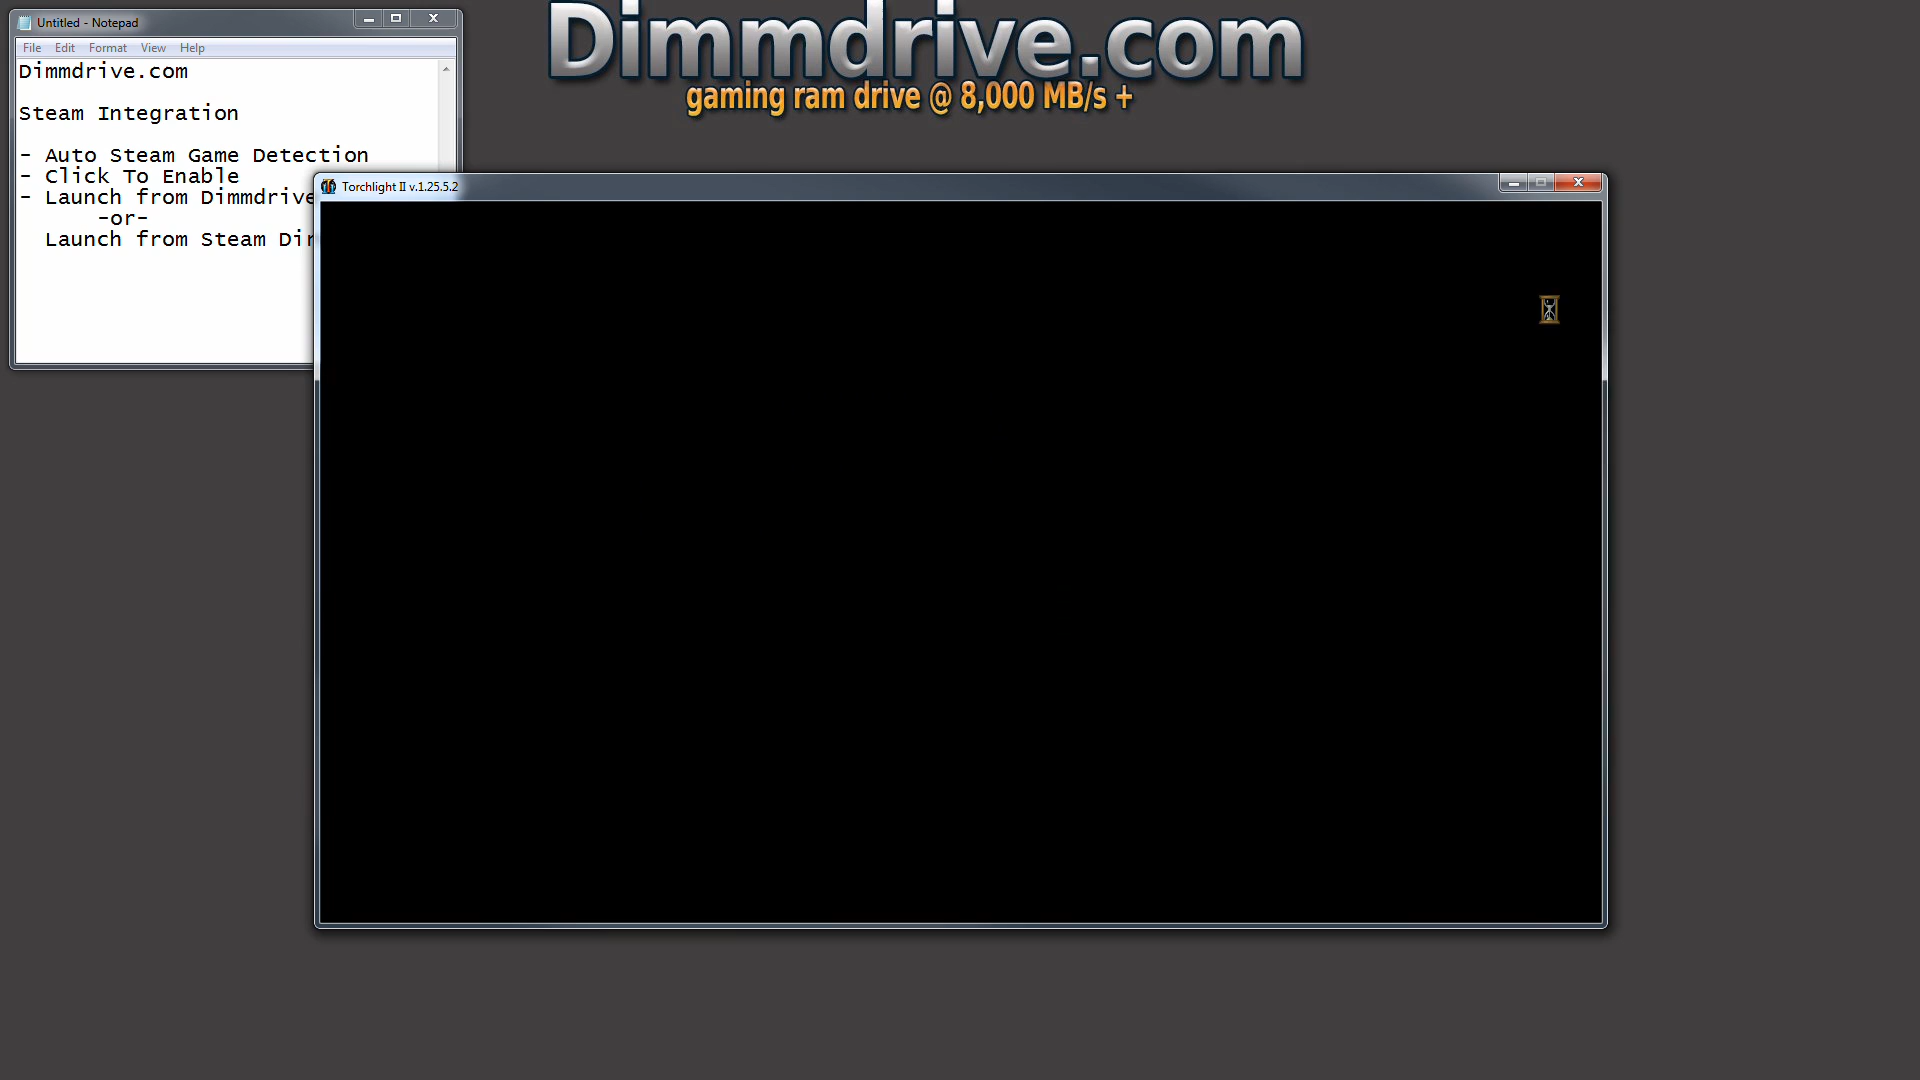 Untitled - Notepad
File Edit Format View Help
Dimmdrive.com
Steam Integration
- Auto Steam Game Detection
- Click To Enable
- Launch from Dimmdrive
-or-
Launch from Steam Dir
Dimmdrive.com
gaming ram drive @ 8,000 MB/s +
Torchlight II v.1.25.5.2